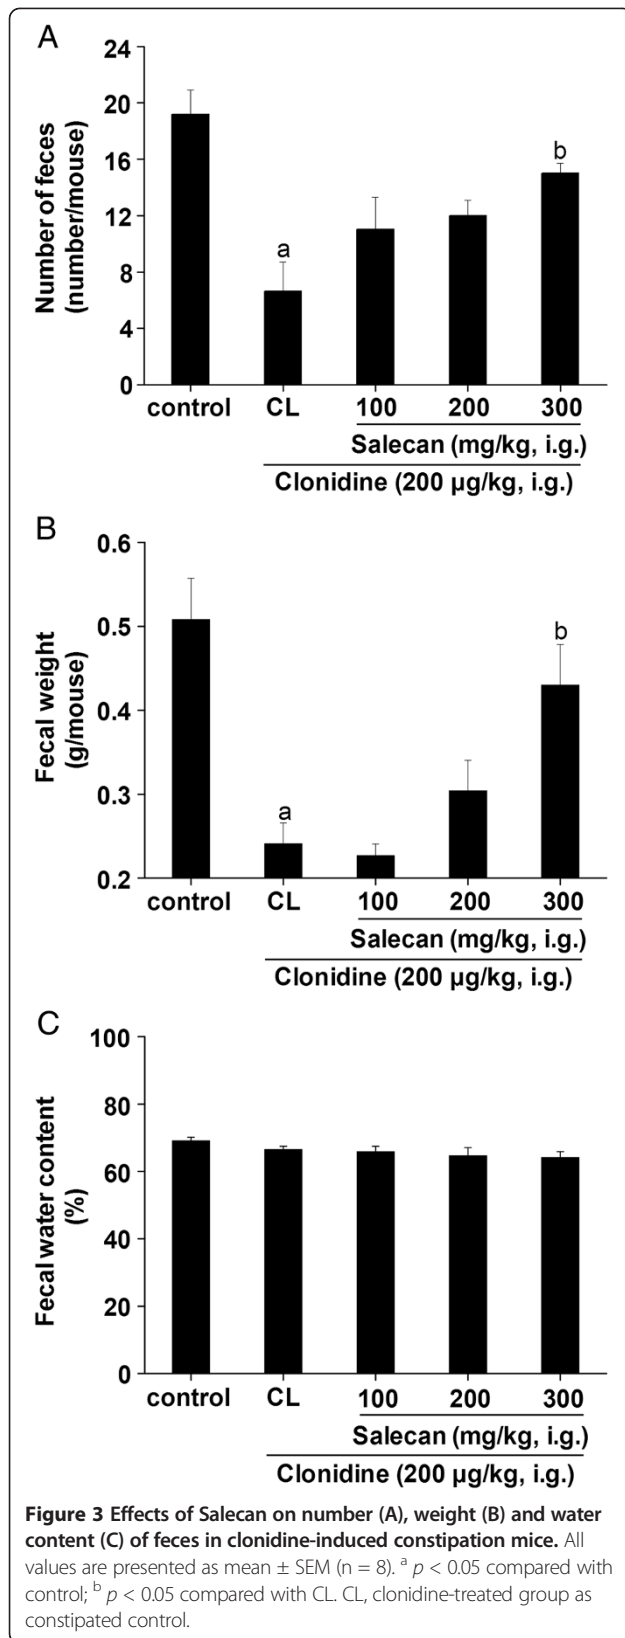 A
24
20
16
12
8
4
0
Number of feces
(number/mouse)
a
b
control CL 100 200 300
Salecan (mg/kg, i.g.)
Clonidine (200 µg/kg, i.g.)
B
0.6
0.5
0.4
0.3
0.2
Fecal weight
(g/mouse)
a
b
control CL 100 200 300
Salecan (mg/kg, i.g.)
Clonidine (200 µg/kg, i.g.)
C
100
80
60
40
20
0
Fecal water content
(%)
control CL 100 200 300
Salecan (mg/kg, i.g.)
Clonidine (200 µg/kg, i.g.)
Figure 3 Effects of Salecan on number (A), weight (B) and water
content (C) of feces in clonidine-induced constipation mice. All
values are presented as mean ± SEM (n = 8). a p < 0.05 compared with
control; b p < 0.05 compared with CL. CL, clonidine-treated group as
constipated control.